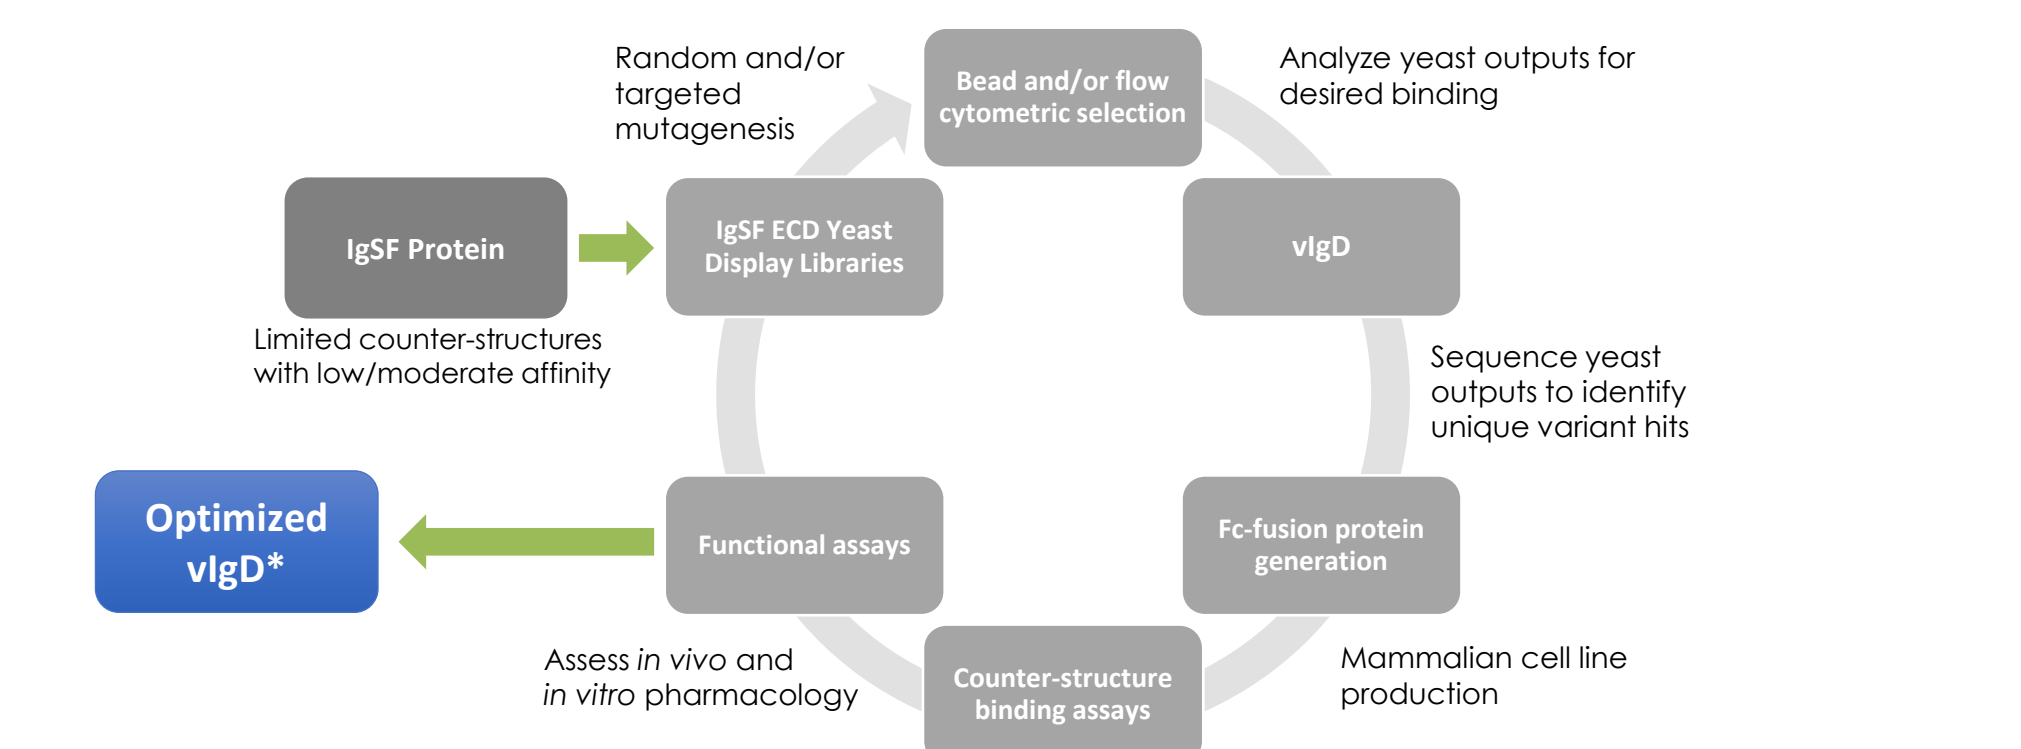 Random and/or
targeted
mutagenesis
Bead and/or flow
cytometric selection
Analyze yeast outputs for
desired binding
IgSF Protein
IgSF ECD Yeast
Display Libraries
vIgD
Limited counter-structures
with low/moderate affinity
Sequence yeast
outputs to identify
unique variant hits
Optimized
vIgD*
Functional assays
Fc-fusion protein
generation
Assess in vivo and
in vitro pharmacology
Counter-structure
binding assays
Mammalian cell line
production